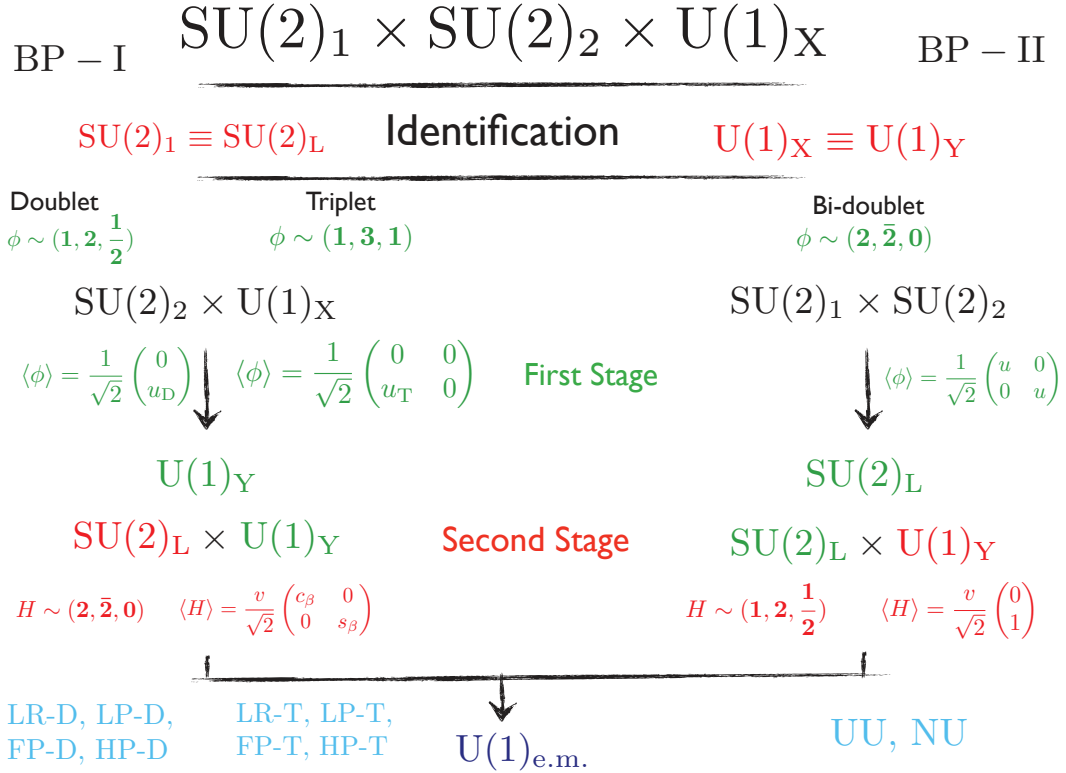 BP − I SU(2)₁ × SU(2)₂ × U(1)_X BP − II
SU(2)₁ ≡ SU(2)_L Identification U(1)_X ≡ U(1)_Y
Doublet Triplet Bi-doublet
ϕ ∼ (1, 2, 1/2) ϕ ∼ (1, 3, 1) ϕ ∼ (2, 2̄, 0)
SU(2)₂ × U(1)_X SU(2)₁ × SU(2)₂
⟨ϕ⟩ = 1/√2 (0; u_D) ⟨ϕ⟩ = 1/√2 (0 0; u_T 0) First Stage ⟨ϕ⟩ = 1/√2 (u 0; 0 u)
U(1)_Y SU(2)_L
SU(2)_L × U(1)_Y Second Stage SU(2)_L × U(1)_Y
H ∼ (2, 2̄, 0) ⟨H⟩ = v/√2 (c_β 0; 0 s_β) H ∼ (1, 2, 1/2) ⟨H⟩ = v/√2 (0; 1)
LR-D, LP-D, LR-T, LP-T,
FP-D, HP-D FP-T, HP-T U(1)_e.m. UU, NU